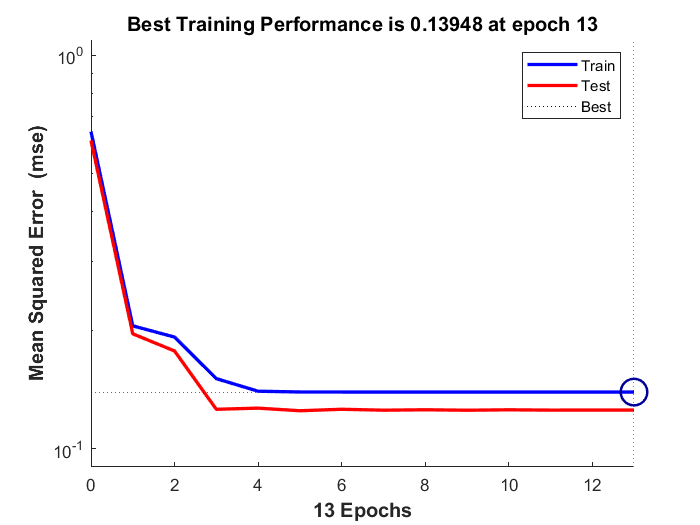 Best Training Performance is 0.13948 at epoch 13
10^0
Train
Test
Best
Mean Squared Error  (mse)
10^-1
0 2 4 6 8 10 12
13 Epochs